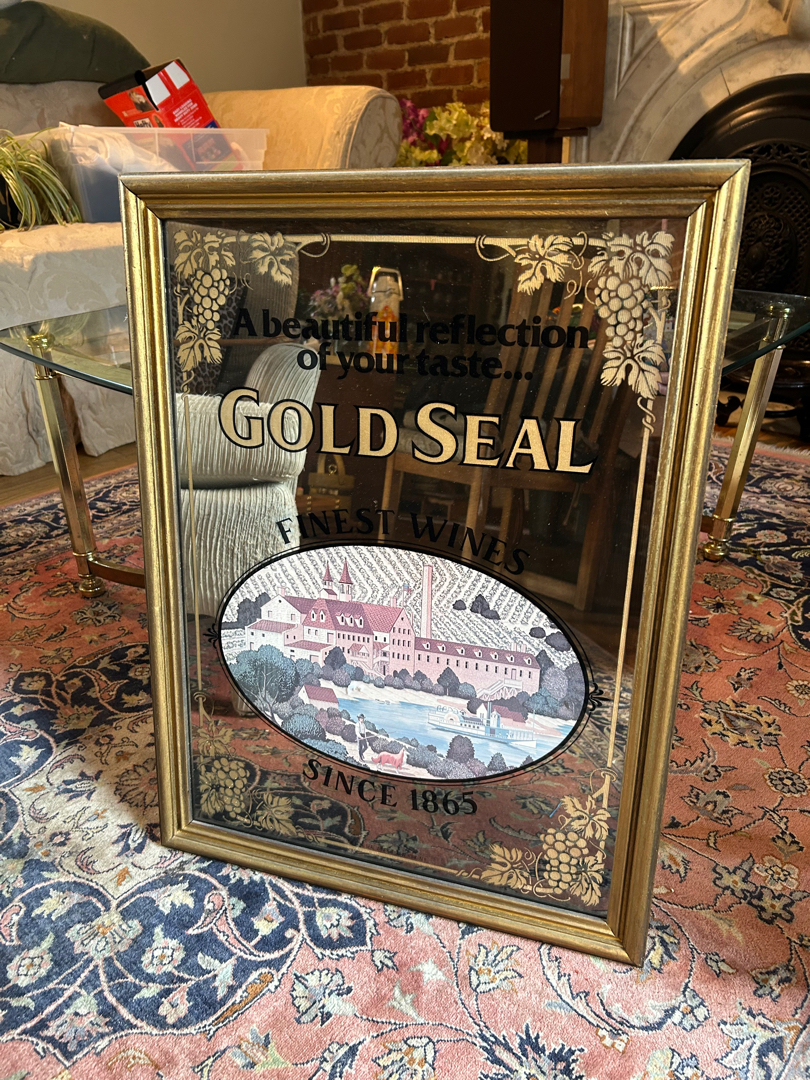 A beautiful reflection
of your taste...
GOLD SEAL
FINEST WINES
SINCE 1865